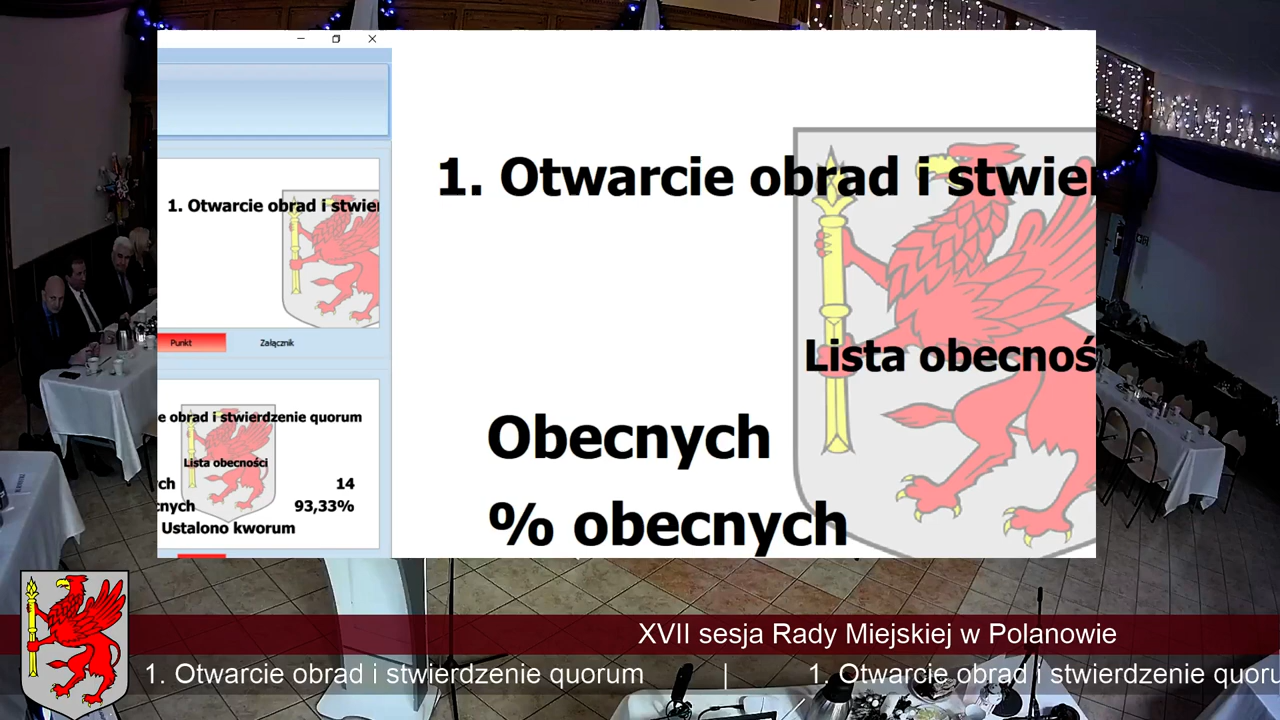 1. Otwarcie obrad i stwier
Punkt
Załącznik
e obrad i stwierdzenie quorum
Lista obecności
ch 14
nych 93,33%
Ustalono kworum
1. Otwarcie obrad i stwier
Lista obecnoś
Obecnych
% obecnych
XVII sesja Rady Miejskiej w Polanowie
1. Otwarcie obrad i stwierdzenie quorum | 1. Otwarcie obrad i stwierdzenie quoru